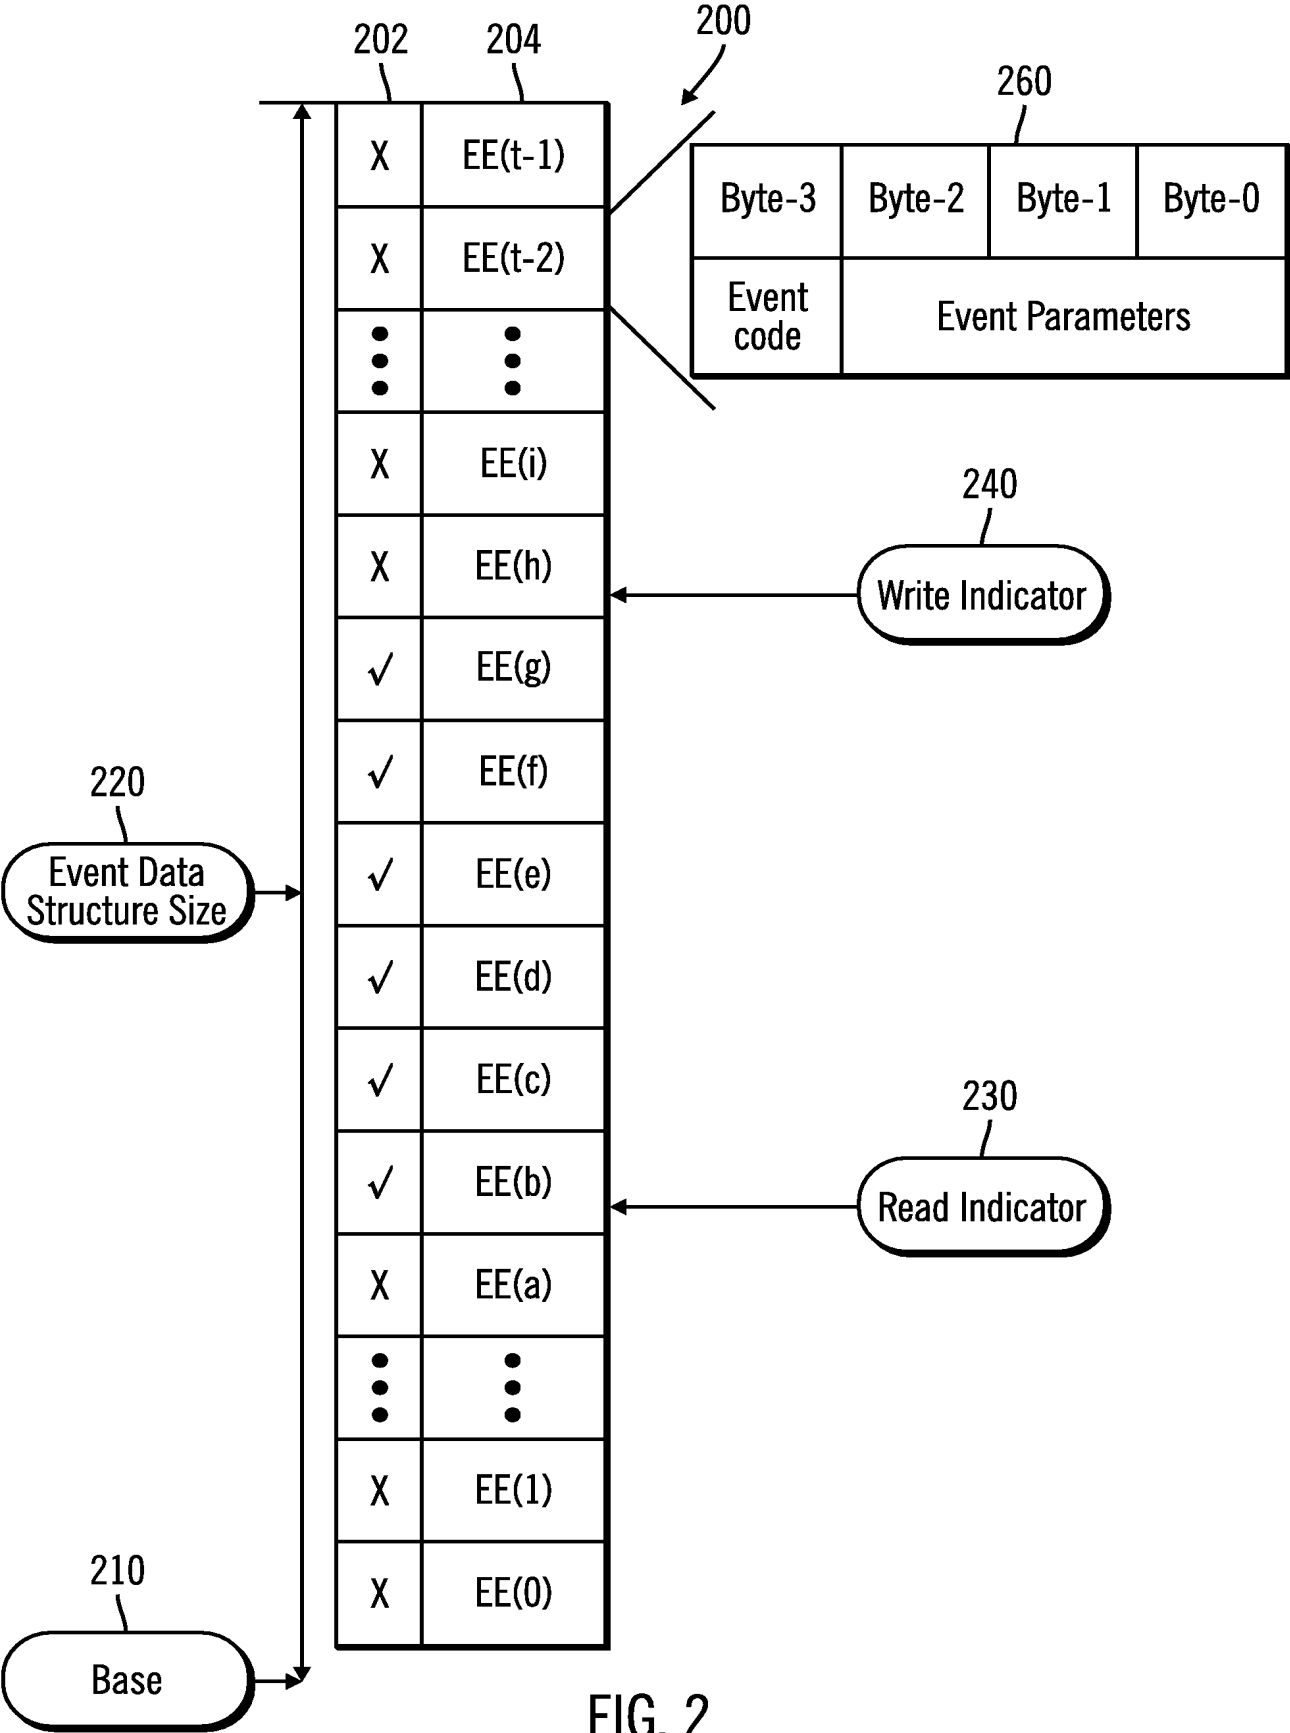 200
202 204
260
X EE(t-1)
Byte-3 Byte-2 Byte-1 Byte-0
X EE(t-2)
Event code
Event Parameters
X EE(i)
240
X EE(h)
Write Indicator
√ EE(g)
√ EE(f)
220
Event Data
Structure Size
√ EE(e)
√ EE(d)
√ EE(c)
230
√ EE(b)
Read Indicator
X EE(a)
X EE(1)
210
X EE(0)
Base
FIG. 2